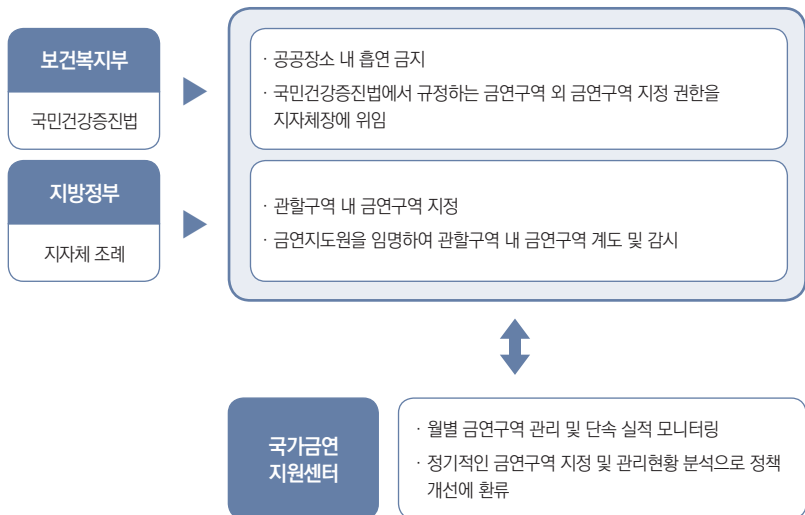 보건복지부
국민건강증진법
· 공공장소 내 흡연 금지
· 국민건강증진법에서 규정하는 금연구역 외 금연구역 지정 권한을
지자체장에 위임
지방정부
지자체 조례
· 관할구역 내 금연구역 지정
· 금연지도원을 임명하여 관할구역 내 금연구역 계도 및 감시
국가금연
지원센터
· 월별 금연구역 관리 및 단속 실적 모니터링
· 정기적인 금연구역 지정 및 관리현황 분석으로 정책
개선에 환류